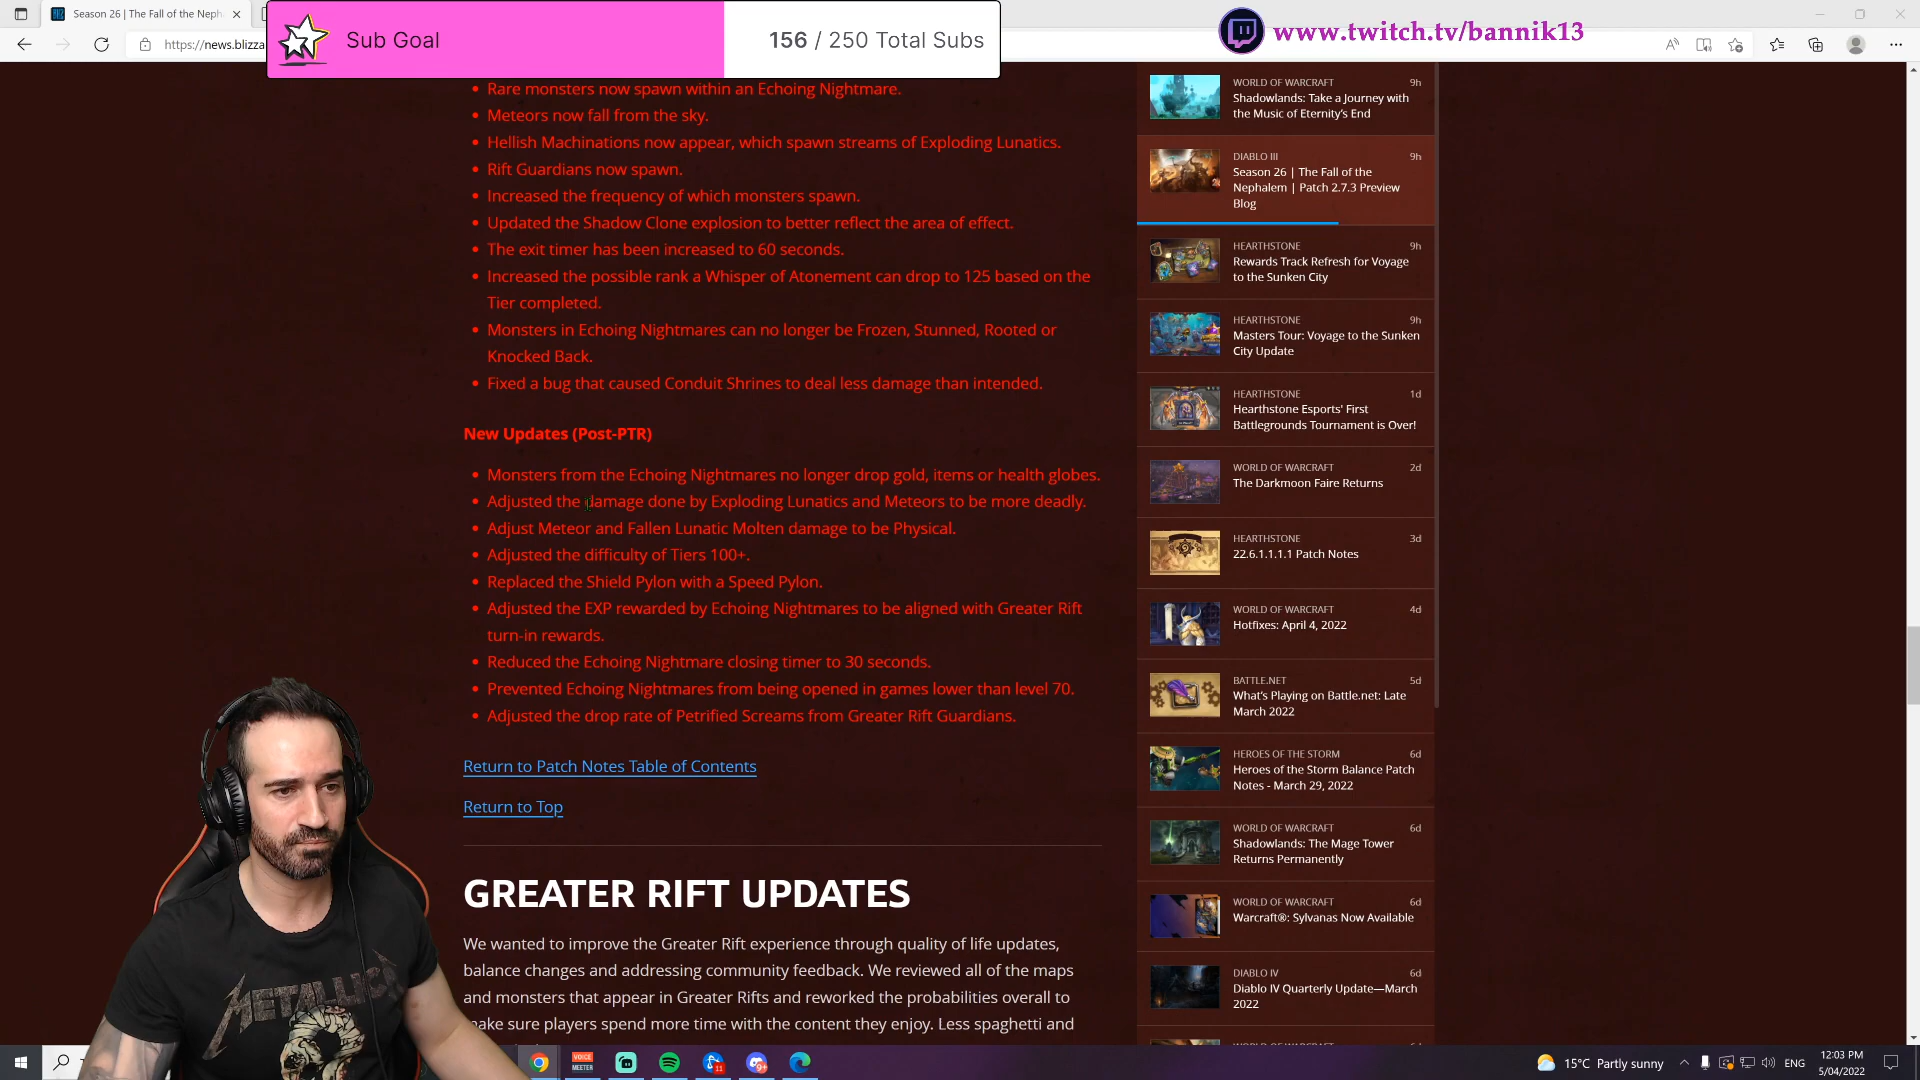 Season 26 | The Fall of the Neph
https://news.blizza
Sub Goal
156 / 250 Total Subs
www.twitch.tv/bannik13
Rare monsters now spawn within an Echoing Nightmare.
Meteors now fall from the sky.
Hellish Machinations now appear, which spawn streams of Exploding Lunatics.
Rift Guardians now spawn.
Increased the frequency of which monsters spawn.
Updated the Shadow Clone explosion to better reflect the area of effect.
The exit timer has been increased to 60 seconds.
Increased the possible rank a Whisper of Atonement can drop to 125 based on the
Tier completed.
Monsters in Echoing Nightmares can no longer be Frozen, Stunned, Rooted or
Knocked Back.
Fixed a bug that caused Conduit Shrines to deal less damage than intended.
New Updates (Post-PTR)
Monsters from the Echoing Nightmares no longer drop gold, items or health globes.
Adjusted the damage done by Exploding Lunatics and Meteors to be more deadly.
Adjust Meteor and Fallen Lunatic Molten damage to be Physical.
Adjusted the difficulty of Tiers 100+.
Replaced the Shield Pylon with a Speed Pylon.
Adjusted the EXP rewarded by Echoing Nightmares to be aligned with Greater Rift
turn-in rewards.
Reduced the Echoing Nightmare closing timer to 30 seconds.
Prevented Echoing Nightmares from being opened in games lower than level 70.
Adjusted the drop rate of Petrified Screams from Greater Rift Guardians.
Return to Patch Notes Table of Contents
Return to Top
GREATER RIFT UPDATES
We wanted to improve the Greater Rift experience through quality of life updates,
balance changes and addressing community feedback. We reviewed all of the maps
and monsters that appear in Greater Rifts and reworked the probabilities overall to
make sure players spend more time with the content they enjoy. Less spaghetti and
WORLD OF WARCRAFT 9h
Shadowlands: Take a Journey with
the Music of Eternity's End
DIABLO III 9h
Season 26 | The Fall of the
Nephalem | Patch 2.7.3 Preview
Blog
HEARTHSTONE 9h
Rewards Track Refresh for Voyage
to the Sunken City
HEARTHSTONE 9h
Masters Tour: Voyage to the Sunken
City Update
HEARTHSTONE 1d
Hearthstone Esports' First
Battlegrounds Tournament is Over!
WORLD OF WARCRAFT 2d
The Darkmoon Faire Returns
HEARTHSTONE 3d
22.6.1.1.1.1 Patch Notes
WORLD OF WARCRAFT 4d
Hotfixes: April 4, 2022
BATTLE.NET 5d
What's Playing on Battle.net: Late
March 2022
HEROES OF THE STORM 6d
Heroes of the Storm Balance Patch
Notes - March 29, 2022
WORLD OF WARCRAFT 6d
Shadowlands: The Mage Tower
Returns Permanently
WORLD OF WARCRAFT 6d
Warcraft®: Sylvanas Now Available
DIABLO IV 6d
Diablo IV Quarterly Update—March
2022
METALLICA
VOICE
MEETER
11
9+
15°C Partly sunny
ENG
12:03 PM
5/04/2022